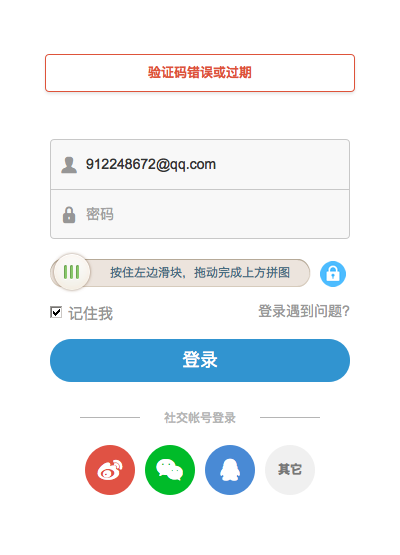 验证码错误或过期
912248672@qq.com
密码
按住左边滑块，拖动完成上方拼图
记住我 登录遇到问题?
登录
社交帐号登录
其它